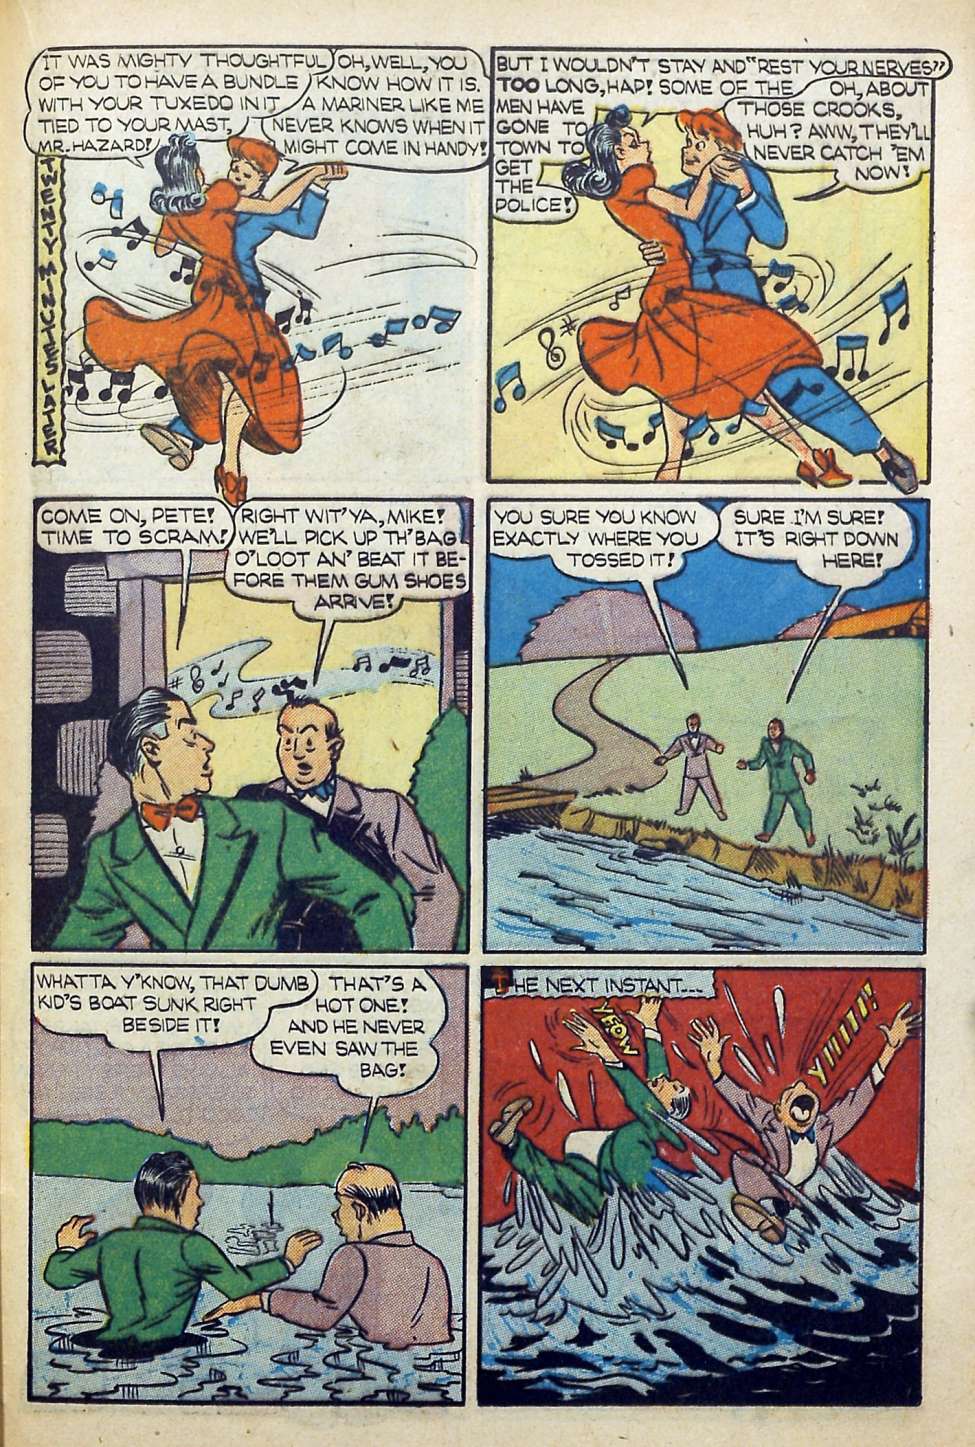 IT WAS MIGHTY THOUGHTFUL
OF YOU TO HAVE A BUNDLE
WITH YOUR TUXEDO IN IT
TIED TO YOUR MAST,
MR. HAZARD!
OH, WELL, YOU
KNOW HOW IT IS.
A MARINER LIKE ME
NEVER KNOWS WHEN IT
MIGHT COME IN HANDY!
TWENTY MINUTES LATER
BUT I WOULDN'T STAY AND "REST YOUR NERVES"
TOO LONG, HAP! SOME OF THE
MEN HAVE
GONE TO
TOWN TO
GET
THE
POLICE!
OH, ABOUT
THOSE CROOKS,
HUH? AWW, THEY'LL
NEVER CATCH 'EM
NOW!
COME ON, PETE!
TIME TO SCRAM!
RIGHT WIT' YA, MIKE!
WE'LL PICK UP TH' BAG
O' LOOT AN' BEAT IT BE-
FORE THEM GUM SHOES
ARRIVE!
YOU SURE YOU KNOW
EXACTLY WHERE YOU
TOSSED IT!
SURE I'M SURE!
IT'S RIGHT DOWN
HERE!
WHATTA Y'KNOW, THAT DUMB
KID'S BOAT SUNK RIGHT
BESIDE IT!
THAT'S A
HOT ONE!
AND HE NEVER
EVEN SAW THE
BAG!
THE NEXT INSTANT....
YEOW
YIIIIII!